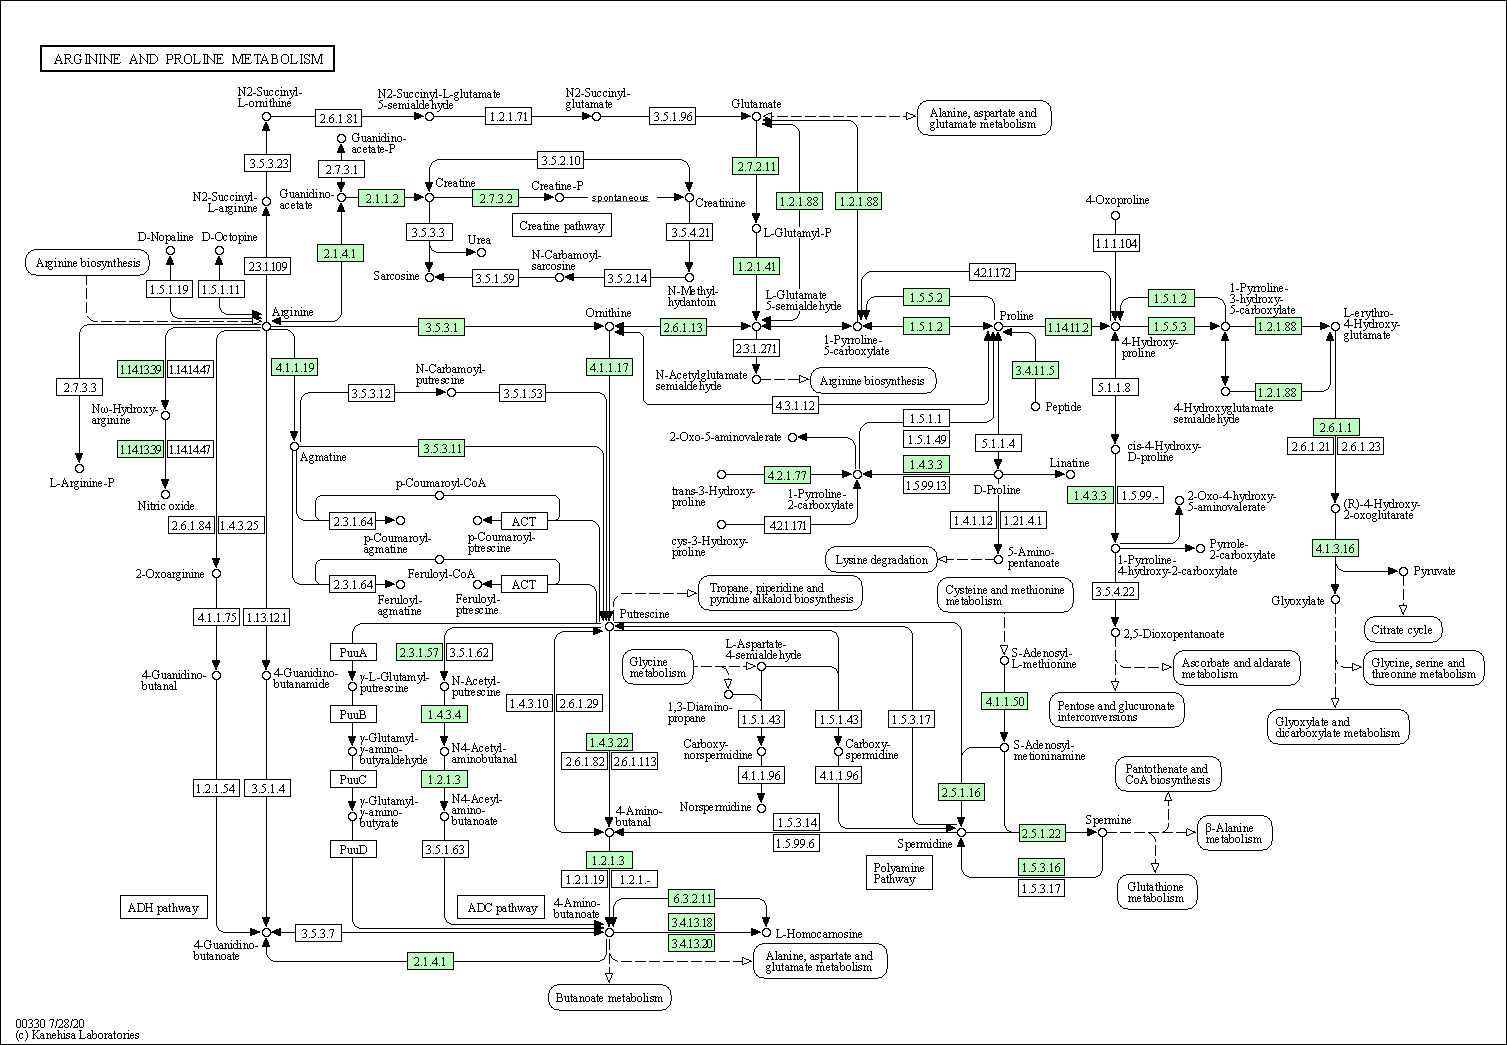 ARGININE AND PROLINE METABOLISM
N2-Succinyl-
L-ornithine
2.6.1.81
N2-Succinyl-L-glutamate
5-semialdehyde
1.2.1.71
N2-Succinyl-
glutamate
3.5.1.96
Glutamate
Alanine, aspartate and
glutamate metabolism
Guanidino-
acetate-P
3.5.3.23
2.7.3.1
3.5.2.10
2.7.2.11
N2-Succinyl-
L-arginine
Guanidino-
acetate
2.1.1.2
Creatine
2.7.3.2
Creatine-P
spontaneous
Creatinine
1.2.1.88
1.2.1.88
4-Oxoproline
D-Nopaline
D-Octopine
2.1.4.1
3.5.3.3
Urea
Creatine pathway
3.5.4.21
L-Glutamyl-P
1.1.1.104
Arginine biosynthesis
2.3.1.109
Sarcosine
3.5.1.59
N-Carbamoyl-
sarcosine
3.5.2.14
N-Methyl-
hydantoin
1.2.1.41
4.2.1.172
1.5.1.19
1.5.1.11
L-Glutamate
5-semialdehyde
1.5.5.2
1.5.1.2
1-Pyrroline-
3-hydroxy-
5-carboxylate
Arginine
3.5.3.1
Ornithine
2.6.1.13
1.5.1.2
Proline
1.14.11.2
1.5.5.3
1.2.1.88
L-erythro-
4-Hydroxy-
glutamate
2.3.1.271
1-Pyrroline-
5-carboxylate
4-Hydroxy-
proline
1.14.13.39
1.14.14.47
4.1.1.19
4.1.1.17
N-Acetylglutamate
semialdehyde
Arginine biosynthesis
3.4.11.5
2.7.3.3
N-Carbamoyl-
putrescine
3.5.3.12
3.5.1.53
5.1.1.8
1.2.1.88
Nω-Hydroxy-
arginine
4.3.1.12
Peptide
4-Hydroxyglutamate
semialdehyde
1.5.1.1
2.6.1.1
1.14.13.39
1.14.14.47
3.5.3.11
2-Oxo-5-aminovalerate
1.5.1.49
5.1.1.4
cis-4-Hydroxy-
D-proline
2.6.1.21
2.6.1.23
Agmatine
1.4.3.3
Linatine
L-Arginine-P
p-Coumaroyl-CoA
trans-3-Hydroxy-
proline
4.2.1.77
1-Pyrroline-
2-carboxylate
1.5.99.13
D-Proline
1.4.3.3
1.5.99.-
2-Oxo-4-hydroxy-
5-aminovalerate
(R)-4-Hydroxy-
2-oxoglutarate
Nitric oxide
2.6.1.84
1.4.3.25
2.3.1.64
ACT
4.2.1.171
1.4.1.12
1.21.4.1
p-Coumaroyl-
agmatine
p-Coumaroyl-
ptrescine
cys-3-Hydroxy-
proline
Lysine degradation
5-Amino-
pentanoate
Pyrrole-
2-carboxylate
4.1.3.16
2-Oxoarginine
2.3.1.64
Feruloyl-CoA
ACT
1-Pyrroline-
4-hydroxy-2-carboxylate
Pyruvate
Feruloyl-
agmatine
Feruloyl-
ptrescine
Tropane, piperidine and
pyridine alkaloid biosynthesis
Cysteine and methionine
metabolism
3.5.4.22
Glyoxylate
4.1.1.75
1.13.12.1
Putrescine
2,5-Dioxopentanoate
Citrate cycle
PuuA
2.3.1.57
3.5.1.62
L-Aspartate-
4-semialdehyde
Glycine
metabolism
S-Adenosyl-
L-methionine
Ascorbate and aldarate
metabolism
Glycine, serine and
threonine metabolism
4-Guanidino-
butanal
4-Guanidino-
butanamide
γ-L-Glutamyl-
putrescine
N-Acetyl-
putrescine
1.4.3.10
2.6.1.29
1,3-Diamino-
propane
4.1.1.50
Pentose and glucuronate
interconversions
Glyoxylate and
dicarboxylate metabolism
PuuB
1.4.3.4
1.5.1.43
1.5.1.43
1.5.3.17
γ-Glutamyl-
γ-amino-
butyraldehyde
N4-Acetyl-
aminobutanal
1.4.3.22
2.6.1.82
2.6.1.113
Carboxy-
norspermidine
Carboxy-
spermidine
S-Adenosyl-
metioninamine
PuuC
1.2.1.3
4.1.1.96
4.1.1.96
Pantothenate and
CoA biosynthesis
1.2.1.54
3.5.1.4
γ-Glutamyl-
γ-amino-
butyrate
N4-Aceyl-
amino-
butanoate
Norspermidine
2.5.1.16
4-Amino-
butanal
1.5.3.14
1.5.99.6
Spermidine
2.5.1.22
Spermine
β-Alanine
metabolism
PuuD
3.5.1.63
1.2.1.3
1.2.1.19
1.2.1.-
Polyamine
Pathway
1.5.3.16
1.5.3.17
Glutathione
metabolism
ADH pathway
ADC pathway
4-Amino-
butanoate
6.3.2.11
3.4.13.18
4-Guanidino-
butanoate
3.5.3.7
3.4.13.20
L-Homocarnosine
2.1.4.1
Alanine, aspartate and
glutamate metabolism
Butanoate metabolism
00330 7/28/20
(c) Kanehisa Laboratories